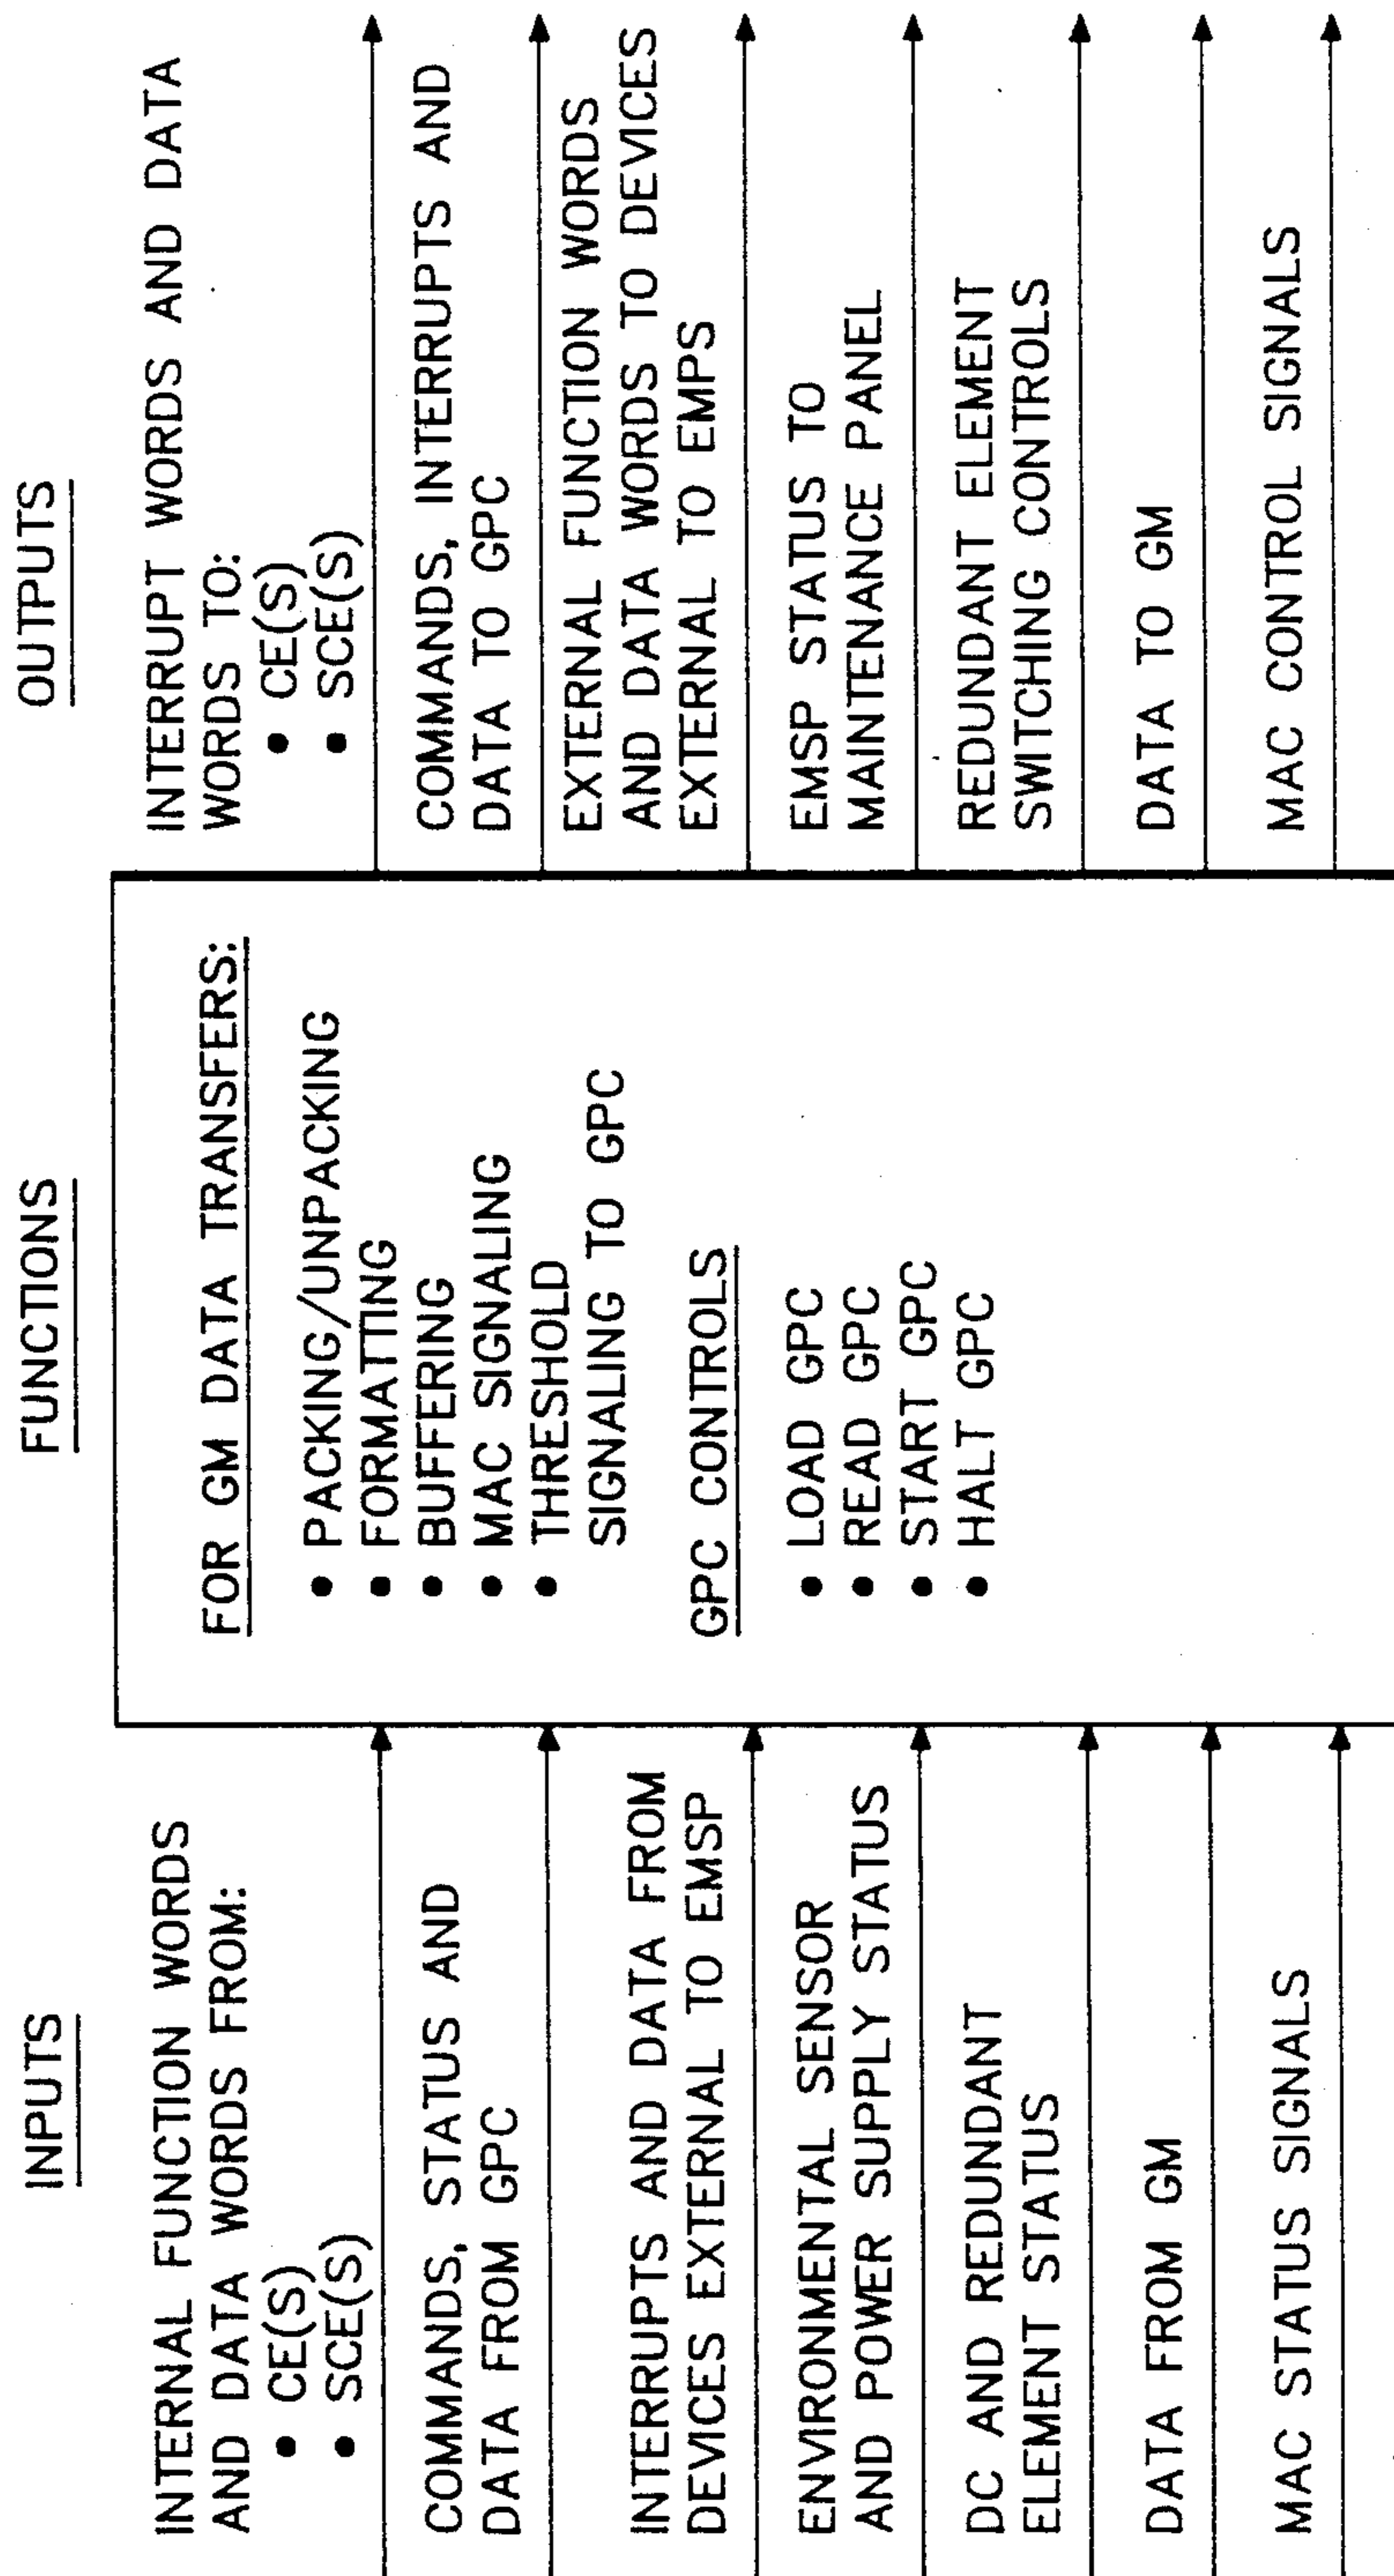 INPUTS
INTERNAL FUNCTION WORDS
AND DATA WORDS FROM:
• CE(S)
• SCE(S)
COMMANDS, STATUS AND
DATA FROM GPC
INTERRUPTS AND DATA FROM
DEVICES EXTERNAL TO EMSP
ENVIRONMENTAL SENSOR
AND POWER SUPPLY STATUS
DC AND REDUNDANT
ELEMENT STATUS
DATA FROM GM
MAC STATUS SIGNALS
FUNCTIONS
FOR GM DATA TRANSFERS:
• PACKING/UNPACKING
• FORMATTING
• BUFFERING
• MAC SIGNALING
• THRESHOLD
SIGNALING TO GPC
GPC CONTROLS
• LOAD GPC
• READ GPC
• START GPC
• HALT GPC
OUTPUTS
INTERRUPT WORDS AND DATA
WORDS TO:
• CE(S)
• SCE(S)
COMMANDS, INTERRUPTS AND
DATA TO GPC
EXTERNAL FUNCTION WORDS
AND DATA WORDS TO DEVICES
EXTERNAL TO EMPS
EMSP STATUS TO
MAINTENANCE PANEL
REDUNDANT ELEMENT
SWITCHING CONTROLS
DATA TO GM
MAC CONTROL SIGNALS